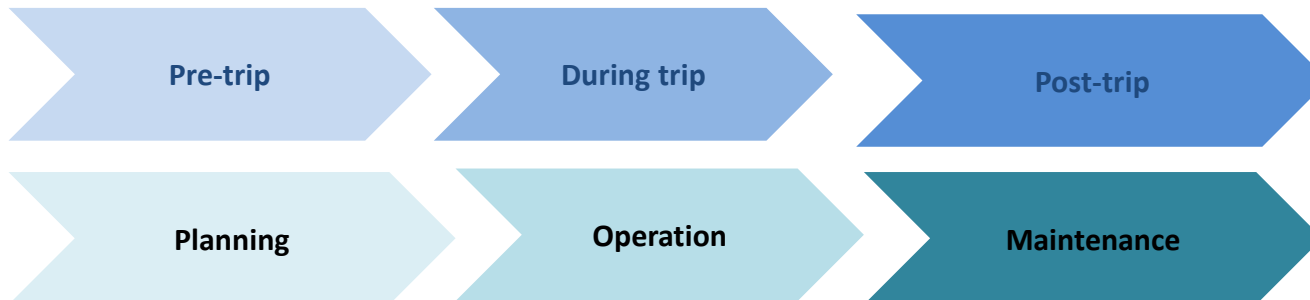 Pre-trip
During trip
Post-trip
Planning
Operation
Maintenance